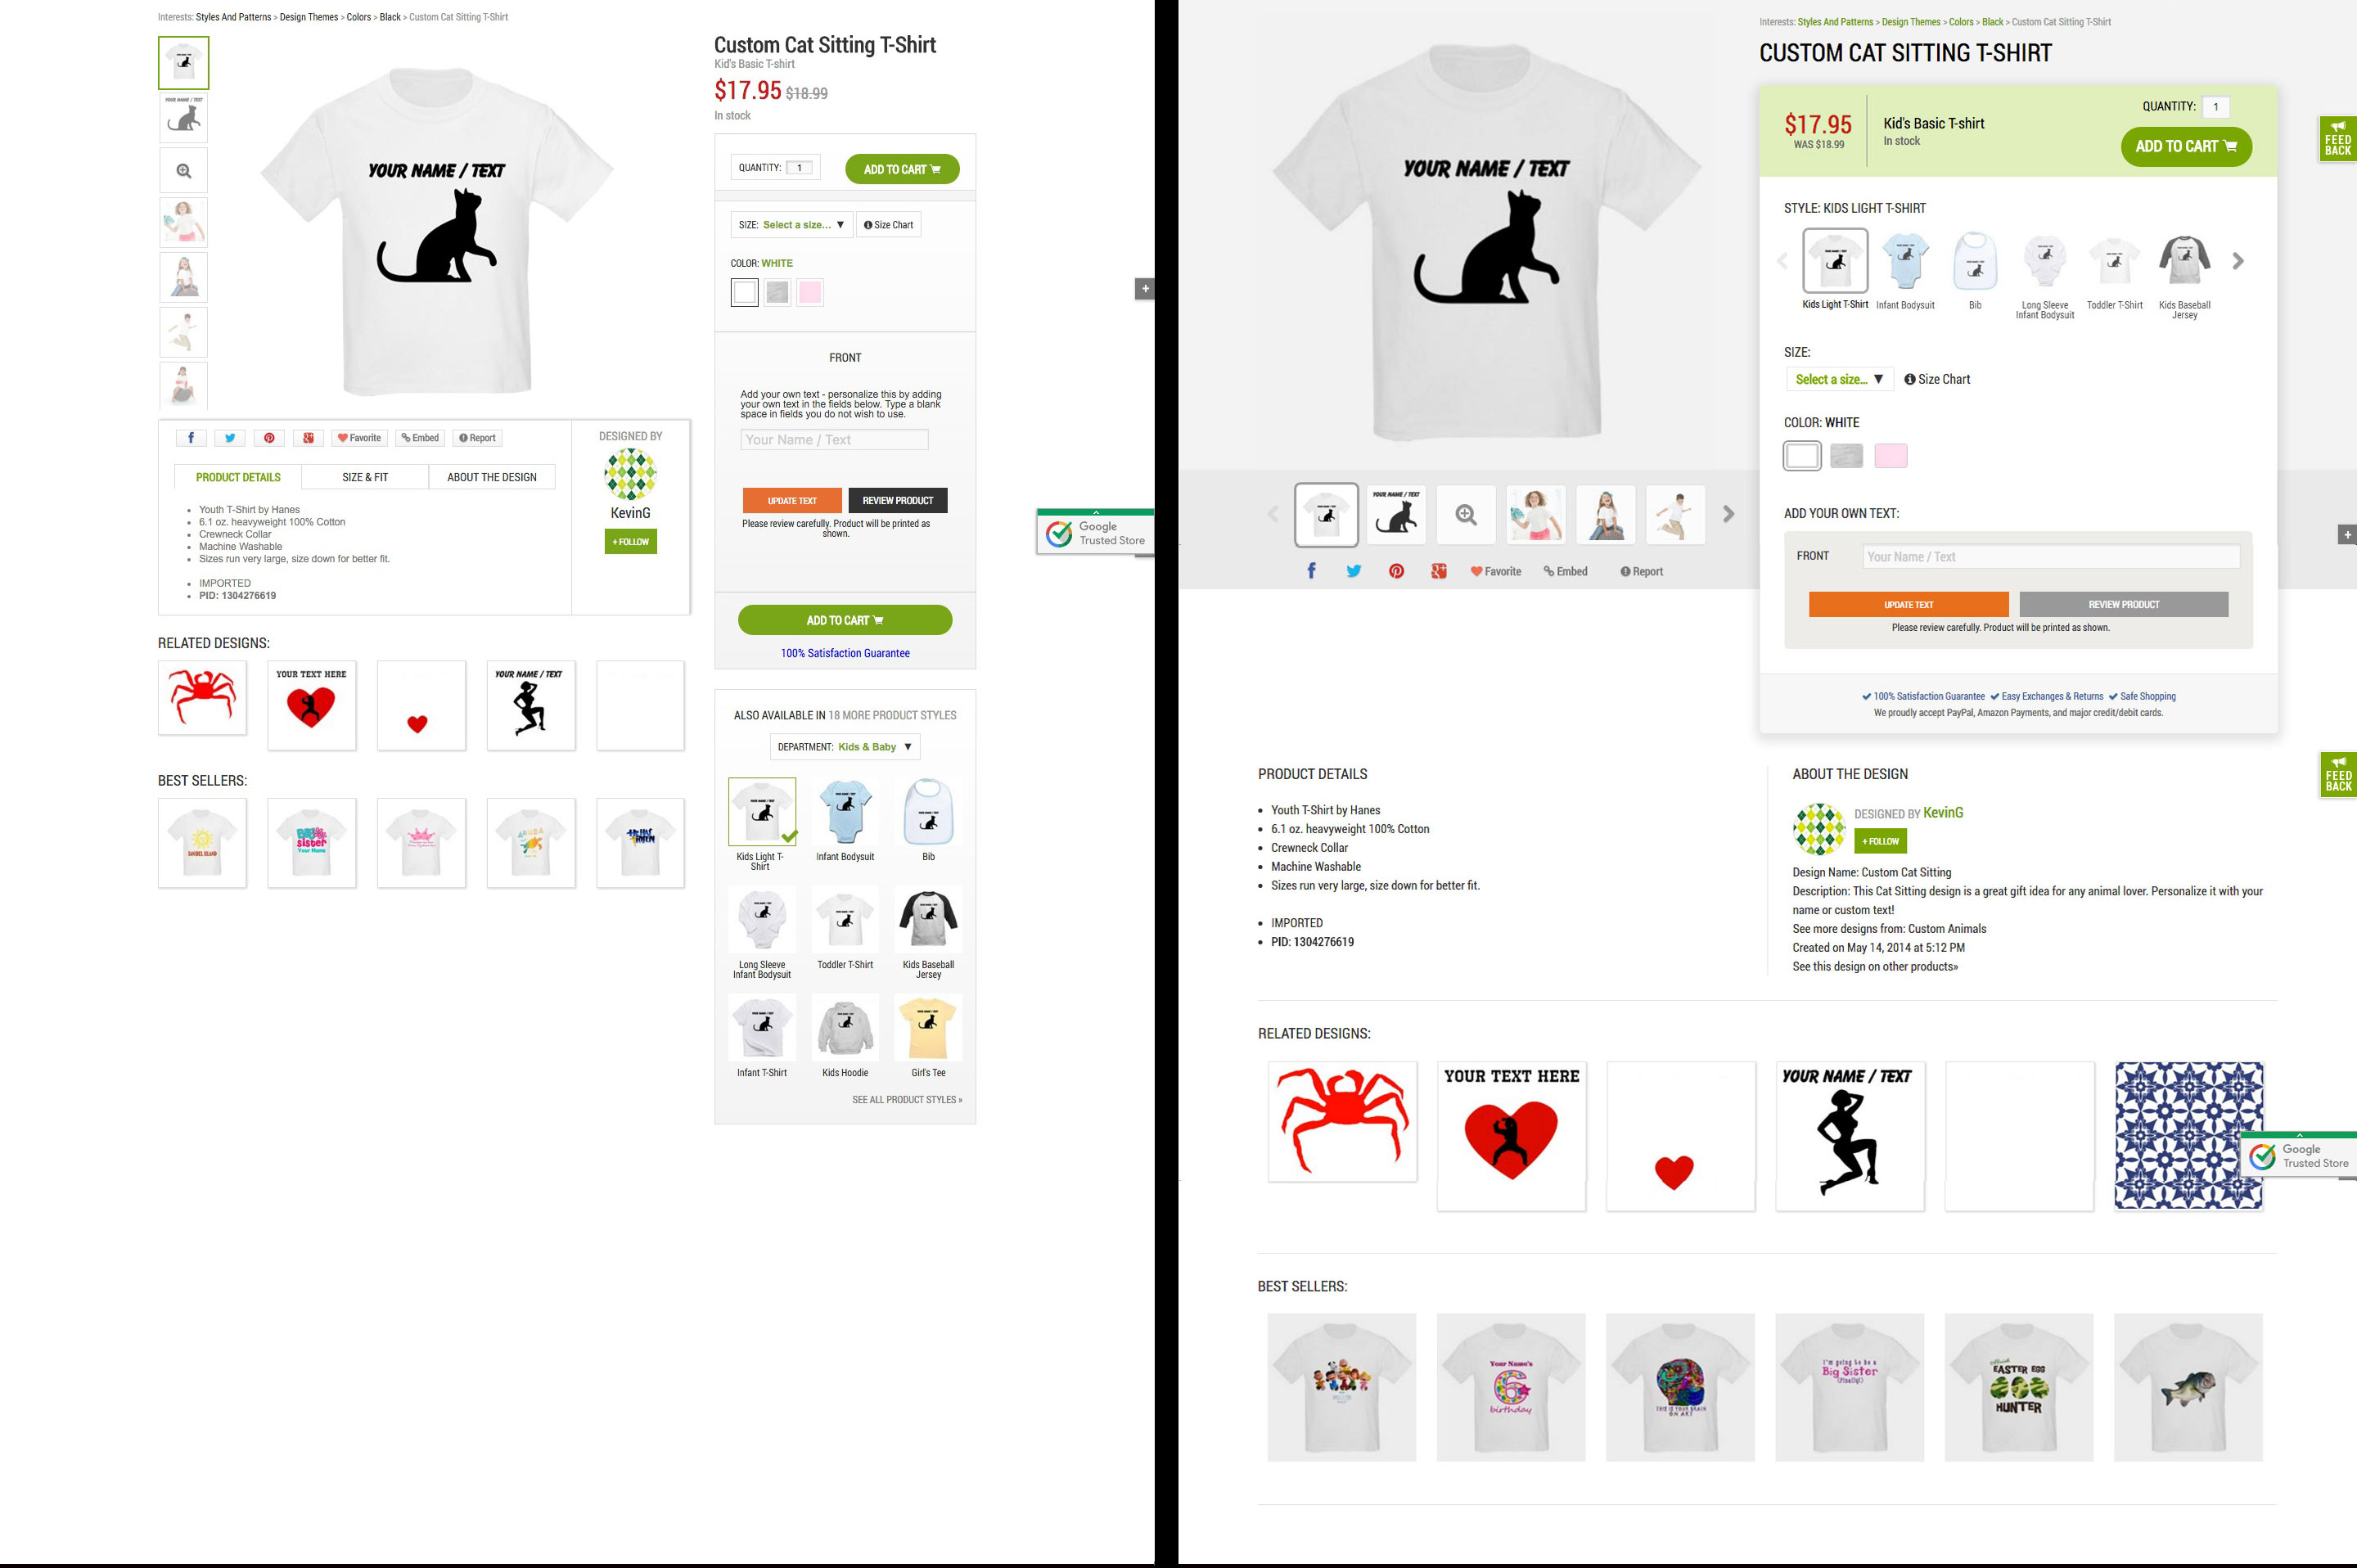 Interests: Styles And Patterns > Design Themes > Colors > Black > Custom Cat Sitting T-Shirt
YOUR NAME / TEXT
YOUR NAME / TEXT
Custom Cat Sitting T-Shirt
Kid's Basic T-shirt
$17.95 $18.99
In stock
QUANTITY: 1
ADD TO CART
SIZE: Select a size... ▼
Size Chart
COLOR: WHITE
FRONT
Add your own text - personalize this by adding
your own text in the fields below. Type a blank
space in fields you do not wish to use.
Your Name / Text
UPDATE TEXT
REVIEW PRODUCT
Please review carefully. Product will be printed as
shown.
ADD TO CART
100% Satisfaction Guarantee
Favorite
Embed
Report
DESIGNED BY
KevinG
+ FOLLOW
PRODUCT DETAILS
SIZE & FIT
ABOUT THE DESIGN
• Youth T-Shirt by Hanes
• 6.1 oz. heavyweight 100% Cotton
• Crewneck Collar
• Machine Washable
• Sizes run very large, size down for better fit.
• IMPORTED
• PID: 1304276619
RELATED DESIGNS:
YOUR TEXT HERE
YOUR NAME / TEXT
BEST SELLERS:
SANIBEL ISLAND
sister
Your Name
ALSO AVAILABLE IN 18 MORE PRODUCT STYLES
DEPARTMENT: Kids & Baby ▼
Kids Light T-
Shirt
Infant Bodysuit
Bib
Long Sleeve
Infant Bodysuit
Toddler T-Shirt
Kids Baseball
Jersey
Infant T-Shirt
Kids Hoodie
Girl's Tee
SEE ALL PRODUCT STYLES »
+
Google
Trusted Store
Interests: Styles And Patterns > Design Themes > Colors > Black > Custom Cat Sitting T-Shirt
CUSTOM CAT SITTING T-SHIRT
YOUR NAME / TEXT
$17.95
WAS $18.99
Kid's Basic T-shirt
In stock
QUANTITY: 1
ADD TO CART
FEED
BACK
STYLE: KIDS LIGHT T-SHIRT
Kids Light T-Shirt
Infant Bodysuit
Bib
Long Sleeve
Infant Bodysuit
Toddler T-Shirt
Kids Baseball
Jersey
SIZE:
Select a size... ▼
Size Chart
COLOR: WHITE
YOUR NAME / TEXT
Favorite
Embed
Report
ADD YOUR OWN TEXT:
FRONT
Your Name / Text
UPDATE TEXT
REVIEW PRODUCT
Please review carefully. Product will be printed as shown.
+
100% Satisfaction Guarantee
Easy Exchanges & Returns
Safe Shopping
We proudly accept PayPal, Amazon Payments, and major credit/debit cards.
FEED
BACK
PRODUCT DETAILS
• Youth T-Shirt by Hanes
• 6.1 oz. heavyweight 100% Cotton
• Crewneck Collar
• Machine Washable
• Sizes run very large, size down for better fit.
• IMPORTED
• PID: 1304276619
ABOUT THE DESIGN
DESIGNED BY KevinG
+ FOLLOW
Design Name: Custom Cat Sitting
Description: This Cat Sitting design is a great gift idea for any animal lover. Personalize it with your
name or custom text!
See more designs from: Custom Animals
Created on May 14, 2014 at 5:12 PM
See this design on other products»
RELATED DESIGNS:
YOUR TEXT HERE
YOUR NAME / TEXT
Google
Trusted Store
BEST SELLERS:
Your Name's
6
birthday
THIS IS YOUR BRAIN
ON ART
I'm going to be a
Big Sister
(Finally!)
EASTER EGG
HUNTER